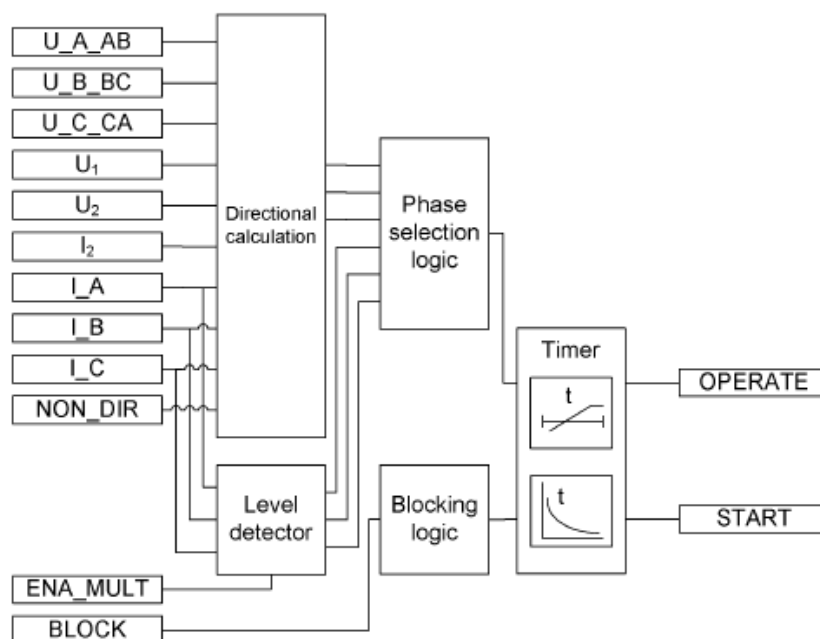 U_A_AB
U_B_BC
U_C_CA
U₁
U₂
I₂
I_A
I_B
I_C
NON_DIR
ENA_MULT
BLOCK
Directional
calculation
Level
detector
Phase
selection
logic
Blocking
logic
Timer
t
t
OPERATE
START